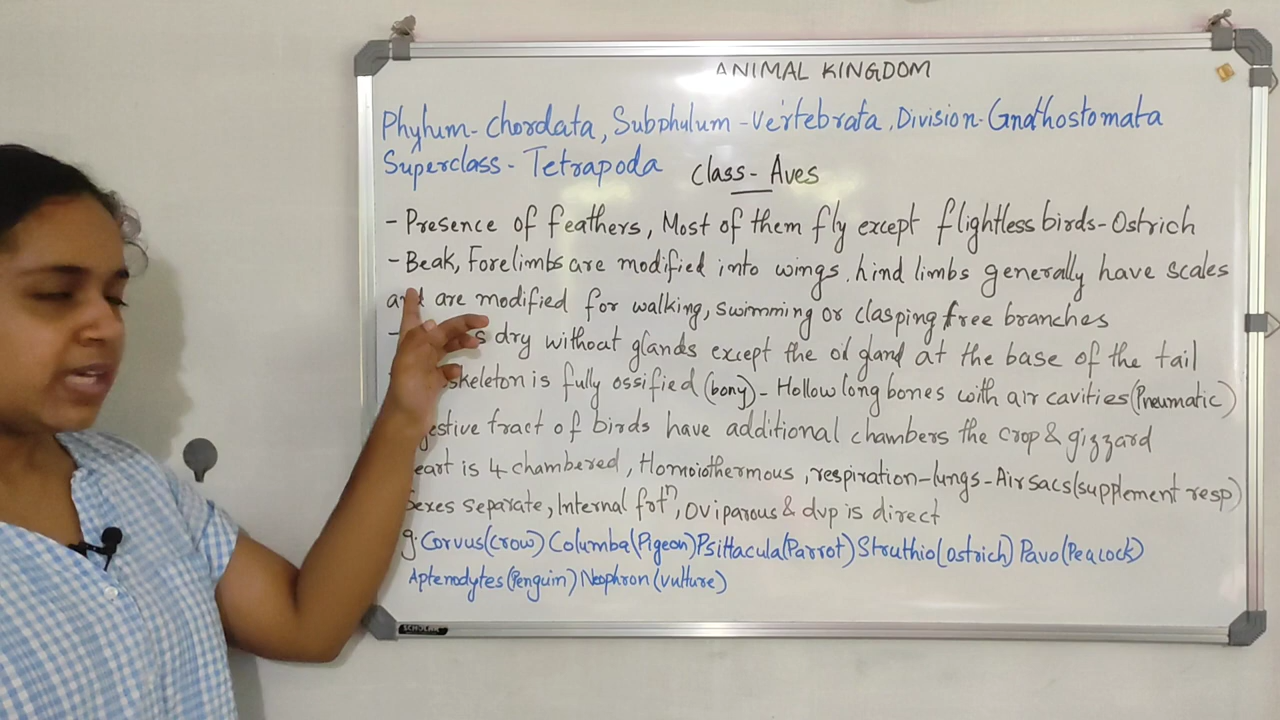 ANIMAL KINGDOM
Phylum-Chordata, Subphylum-Vertebrata, Division-Gnathostomata
Superclass-Tetrapoda Class-Aves
- Presence of feathers, Most of them fly except flightless birds-Ostrich
- Beak, Forelimbs are modified into wings, hind limbs generally have scales
and are modified for walking, swimming or clasping free branches
- dry without glands except the oil gland at the base of the tail
skeleton is fully ossified (bony)- Hollow long bones with air cavities (Pneumatic)
gestive tract of birds have additional chambers the crop & gizzard
eart is 4 chambered, Homoiothermous, respiration-lungs-Airsacs(supplement resp)
Sexes separate, Internal frtⁿ, Oviparous & dvp is direct
g. Corvus(crow) Columba(Pigeon) Psittacula(Parrot) Struthio(ostrich) Pavo(Peacock)
Aptenodytes(Penguin) Neophron(vulture)
SCHOLAR